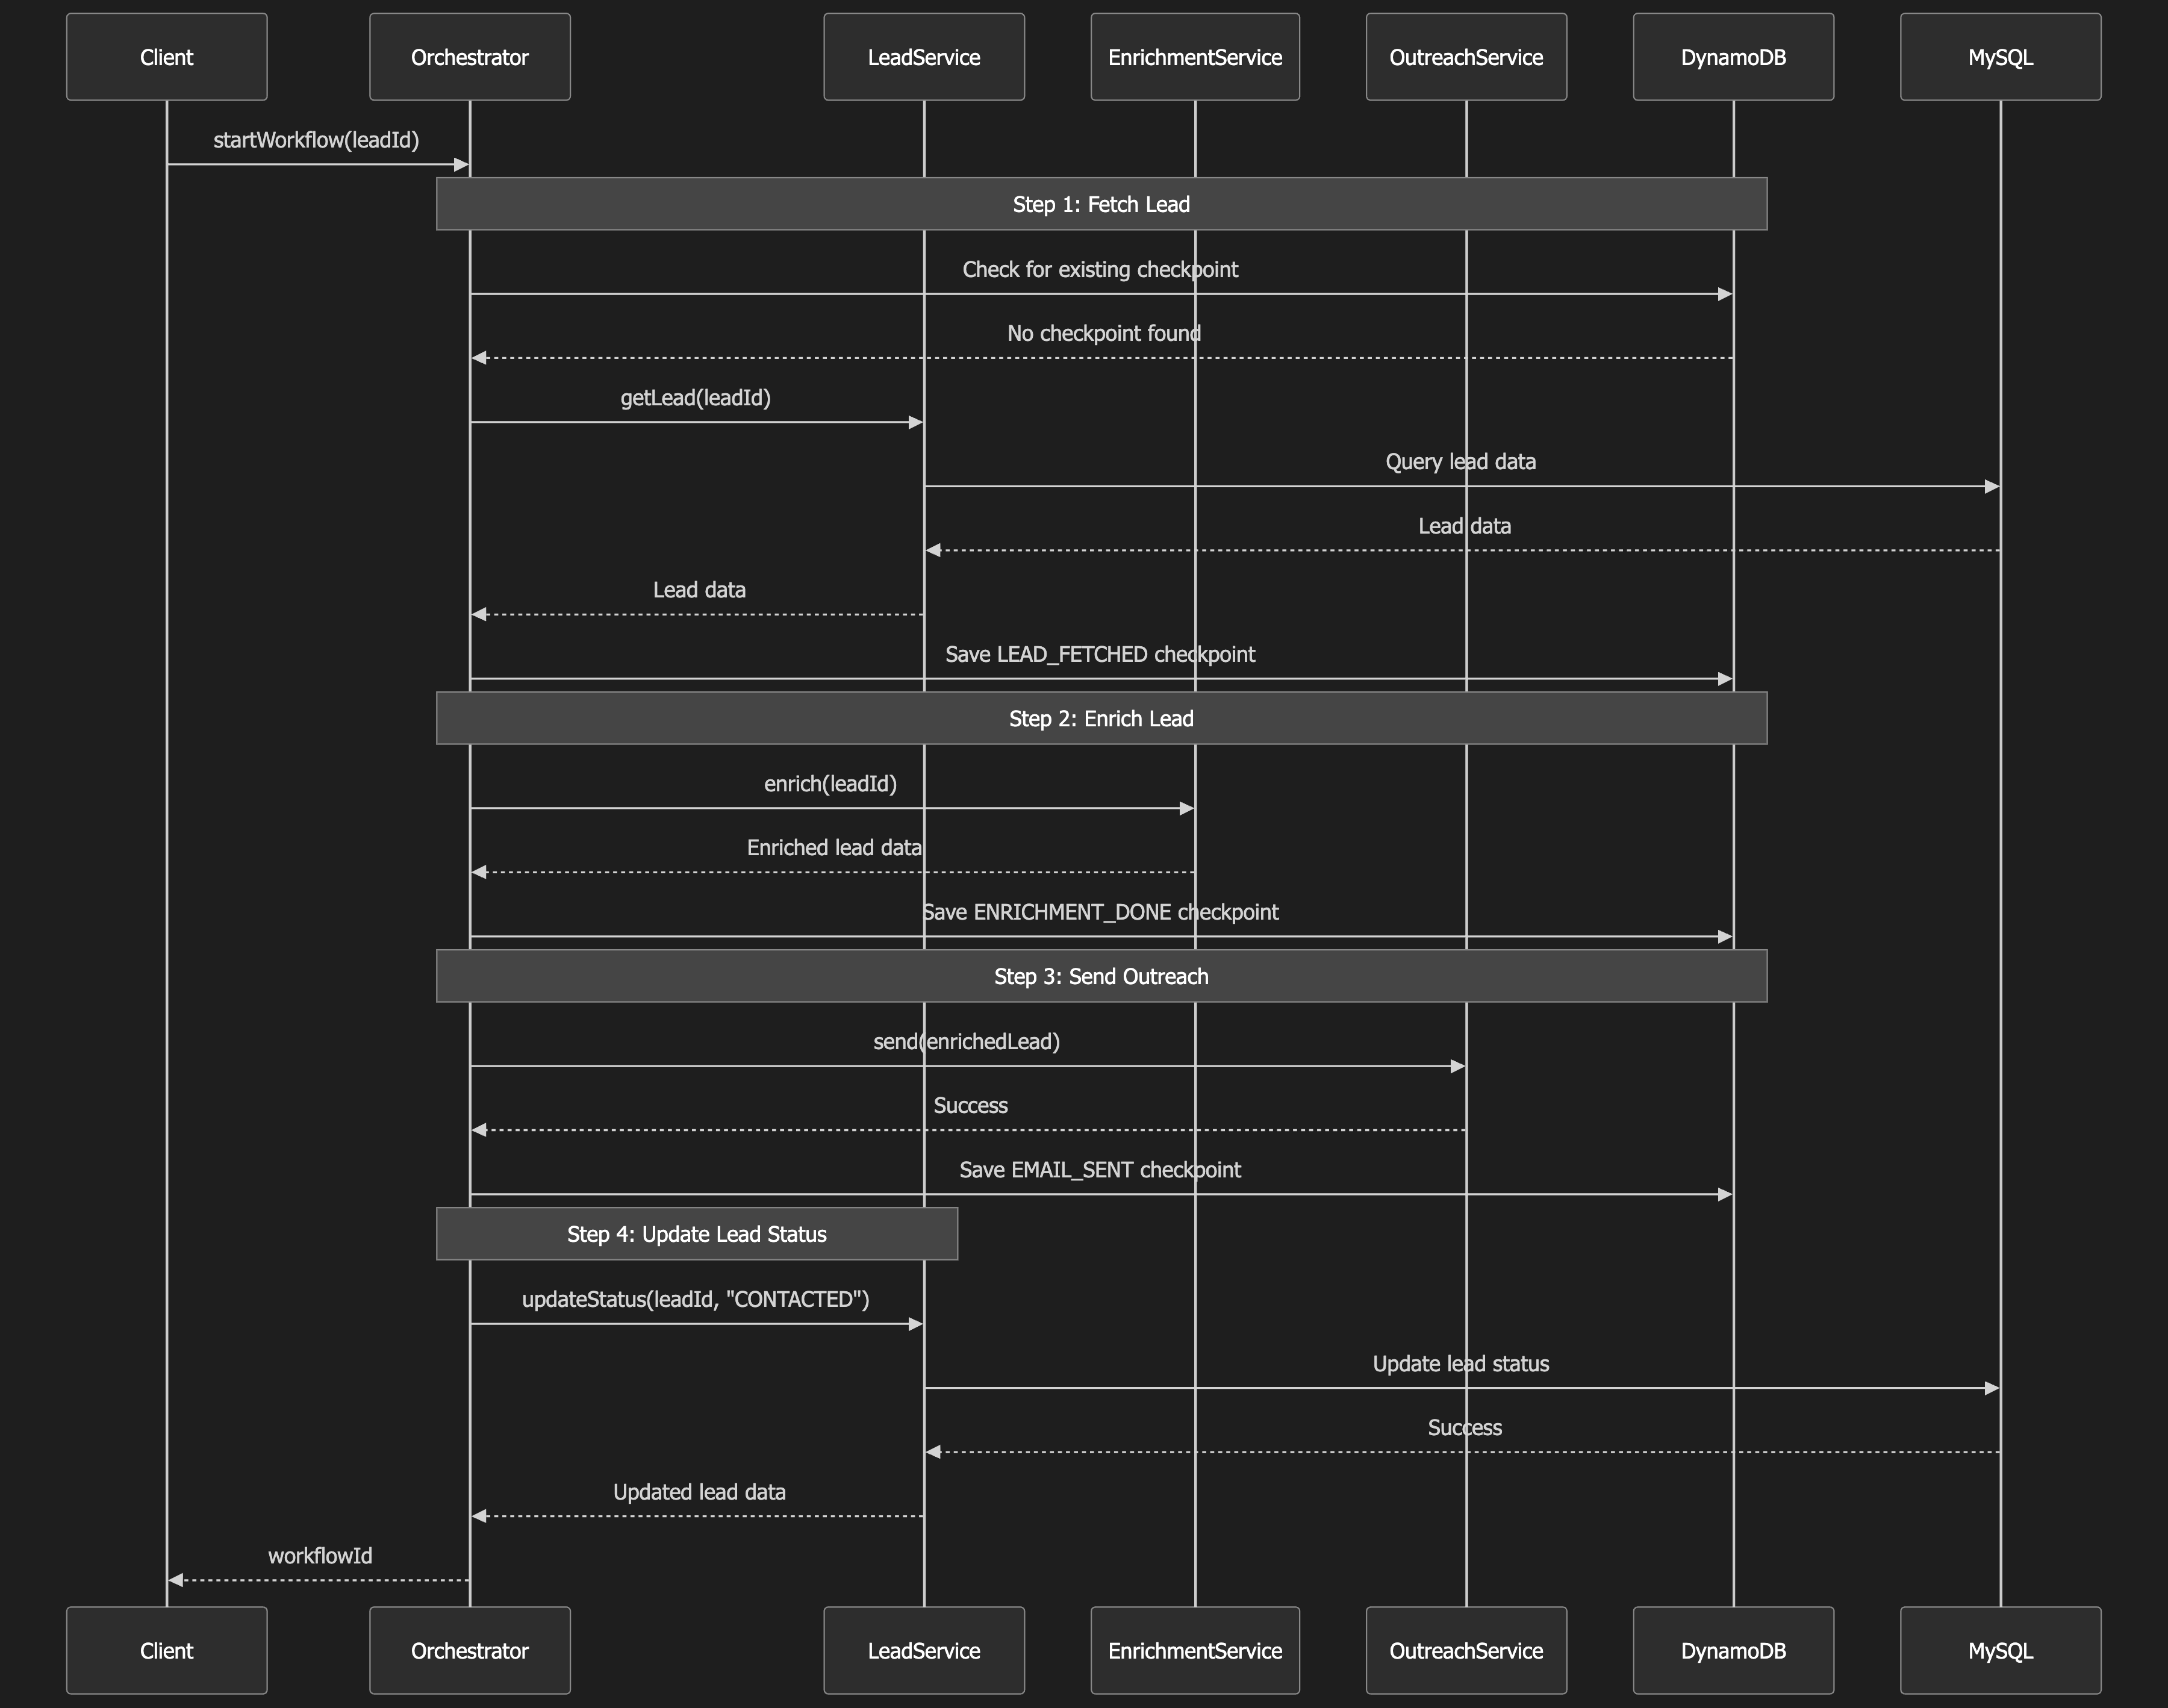 Client
Orchestrator
LeadService
EnrichmentService
OutreachService
DynamoDB
MySQL
startWorkflow(leadId)
Step 1: Fetch Lead
Check for existing checkpoint
No checkpoint found
getLead(leadId)
Query lead data
Lead data
Lead data
Save LEAD_FETCHED checkpoint
Step 2: Enrich Lead
enrich(leadId)
Enriched lead data
Save ENRICHMENT_DONE checkpoint
Step 3: Send Outreach
send(enrichedLead)
Success
Save EMAIL_SENT checkpoint
Step 4: Update Lead Status
updateStatus(leadId, "CONTACTED")
Update lead status
Success
Updated lead data
workflowId
Client
Orchestrator
LeadService
EnrichmentService
OutreachService
DynamoDB
MySQL